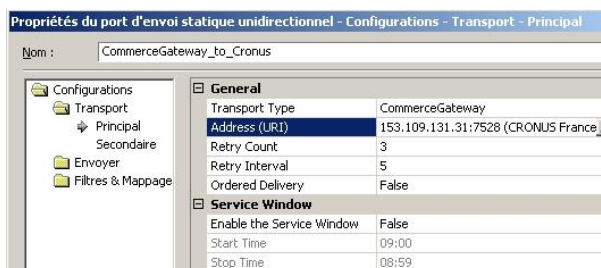 Propriétés du port d'envoi statique unidirectionnel - Configurations - Transport - Principal
Nom : CommerceGateway_to_Cronus
Configurations
Transport
Principal
Secondaire
Envoyer
Filtres & Mappage
General
Transport Type CommerceGateway
Address (URI) 153.109.131.31:7528 (CRONUS France
Retry Count 3
Retry Interval 5
Ordered Delivery False
Service Window
Enable the Service Window False
Start Time 09:00
Stop Time 08:59